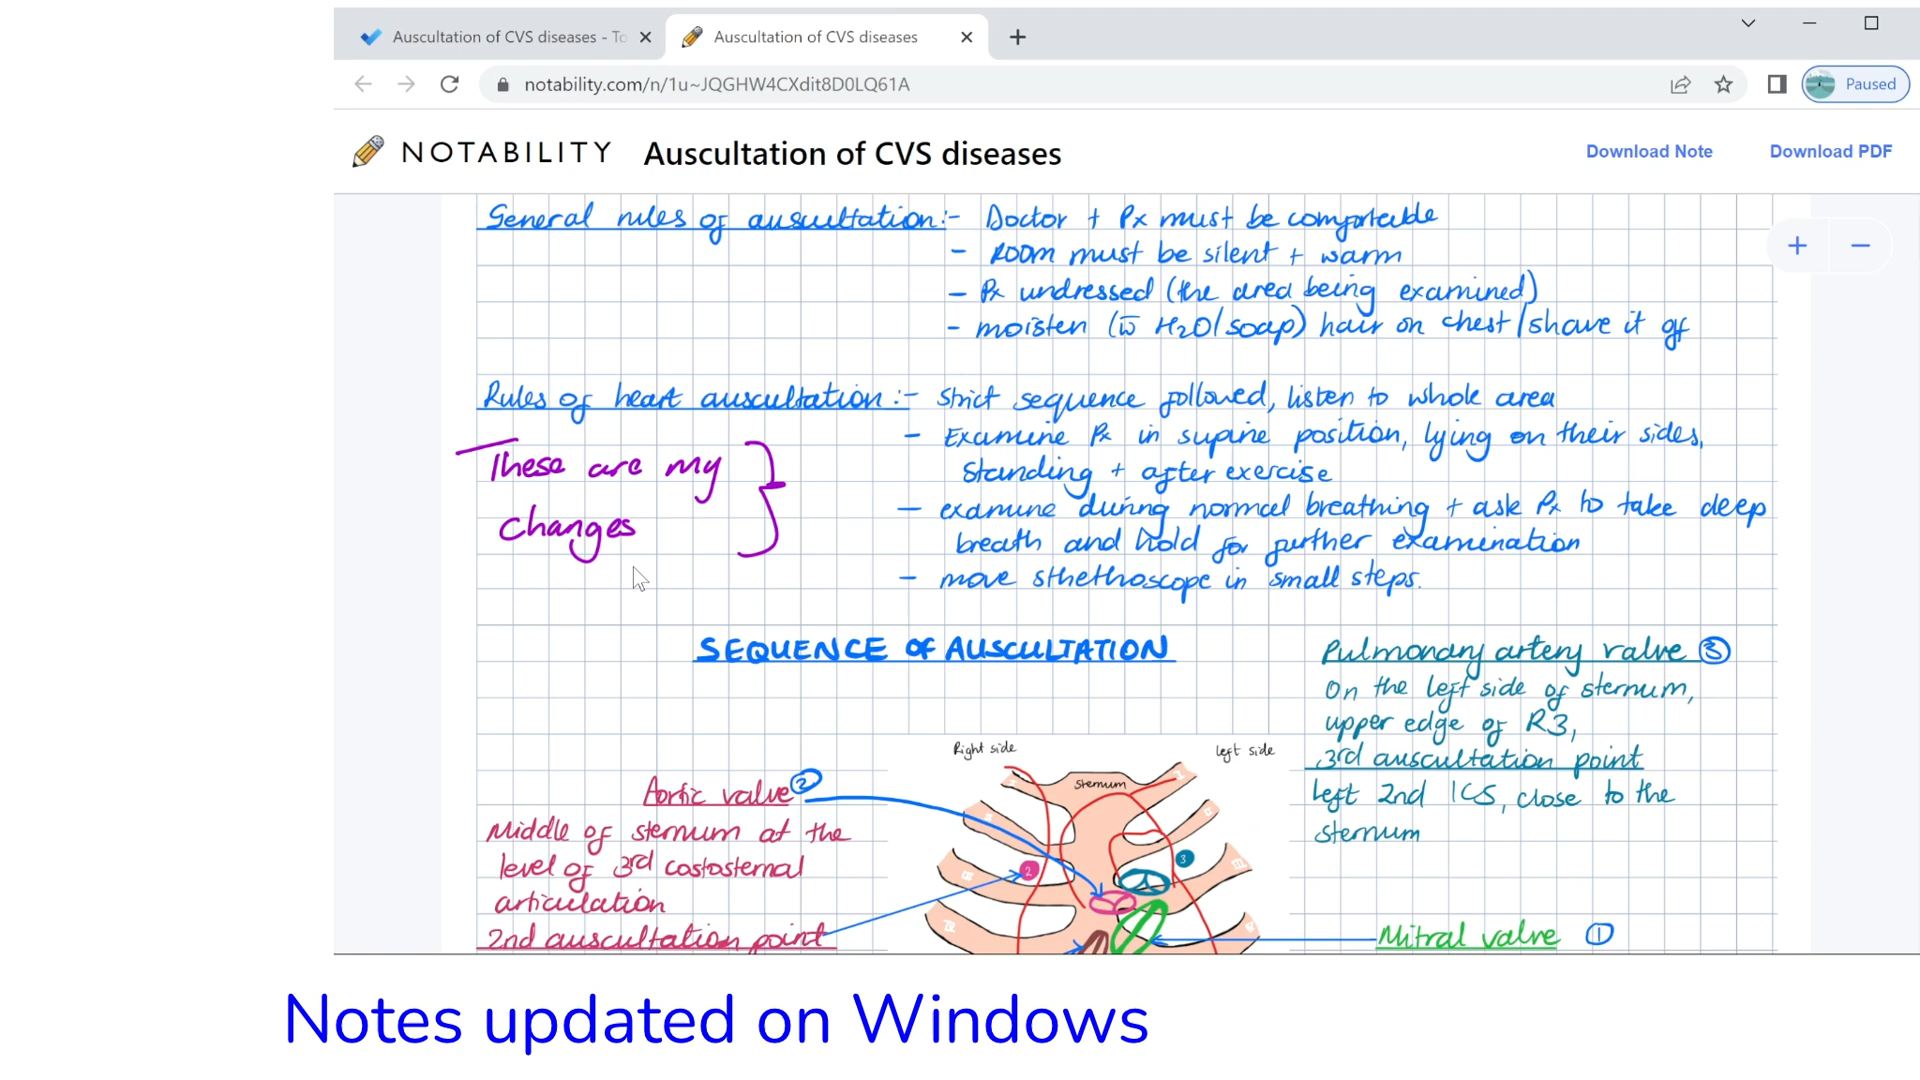 Auscultation of CVS diseases - To
Auscultation of CVS diseases
notability.com/n/1u~JQGHW4CXdit8D0LQ61A
Paused
NOTABILITY
Auscultation of CVS diseases
Download Note
Download PDF
General rules of auscultation:- Doctor + Px must be comfortable
- Room must be silent + warm
- Px undressed (the area being examined)
- moisten (w̄ H2O/soap) hair on chest/shave it off
Rules of heart auscultation:- Strict sequence followed, listen to whole area
- Examine Px in supine position, lying on their sides,
standing + after exercise
- examine during normal breathing + ask Px to take deep
breath and hold for further examination
- move sthethoscope in small steps.
These are my
changes
SEQUENCE OF AUSCULTATION
Pulmonary artery valve ③
On the left side of sternum,
upper edge of R3,
3rd auscultation point
left 2nd ICS, close to the
sternum
Right side
left side
Sternum
Aortic valve ②
Middle of sternum at the
level of 3rd costosternal
articulation
2nd auscultation point
2
3
III
Mitral valve ①
Notes updated on Windows